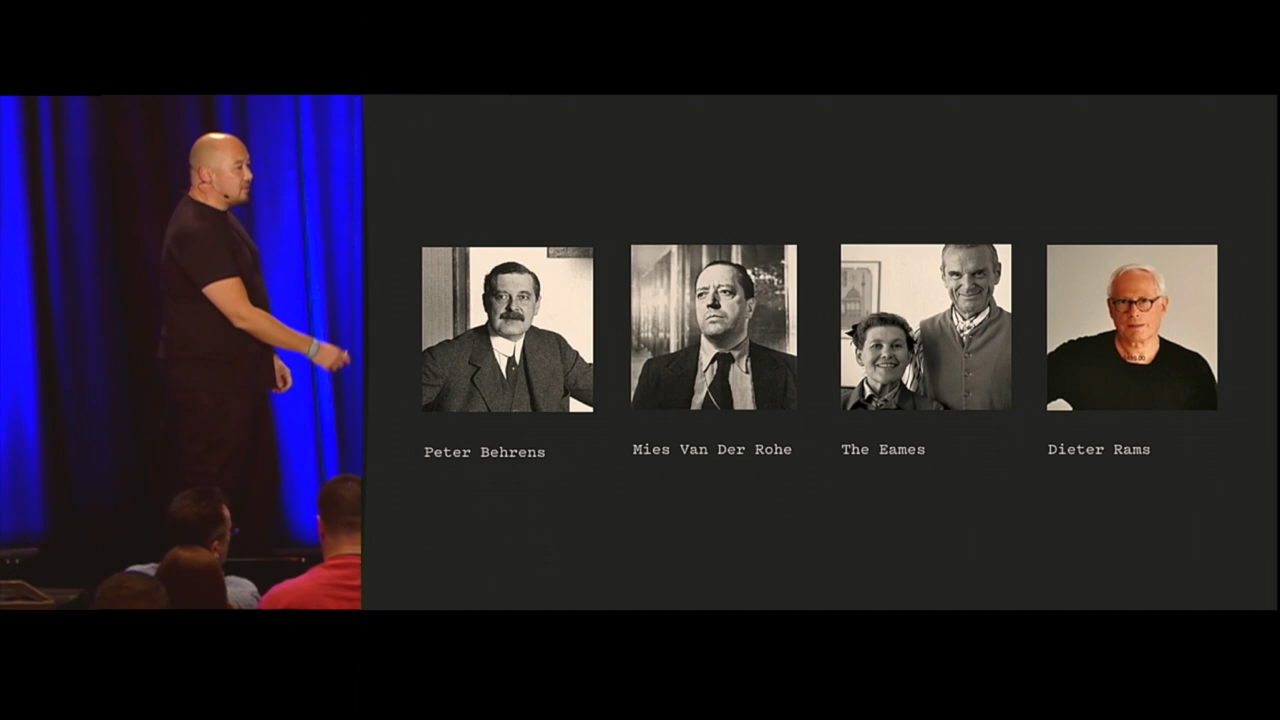 Peter Behrens
Mies Van Der Rohe
The Eames
Dieter Rams